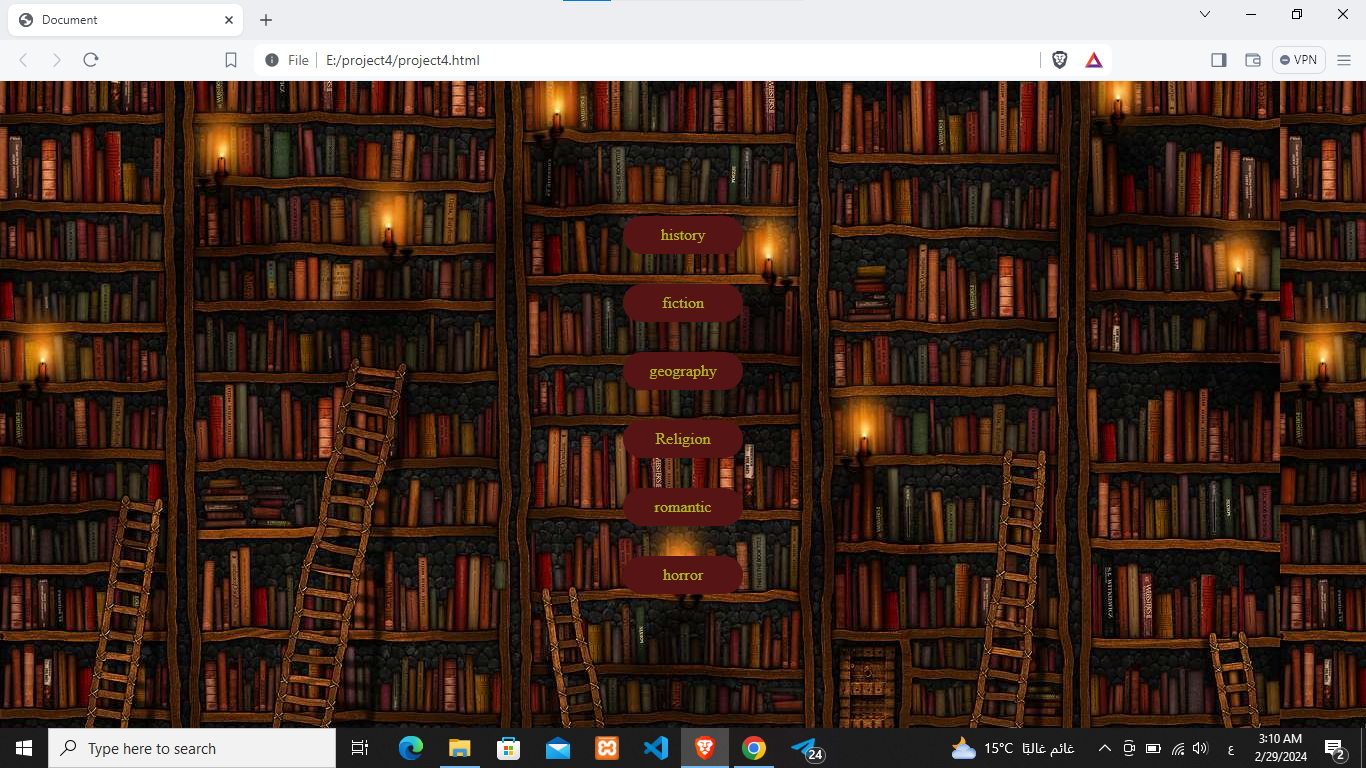 Document
File
E:/project4/project4.html
VPN
history
fiction
geography
Religion
romantic
horror
Type here to search
24
15°C غائم غالبًا
ع
3:10 AM
2/29/2024
2